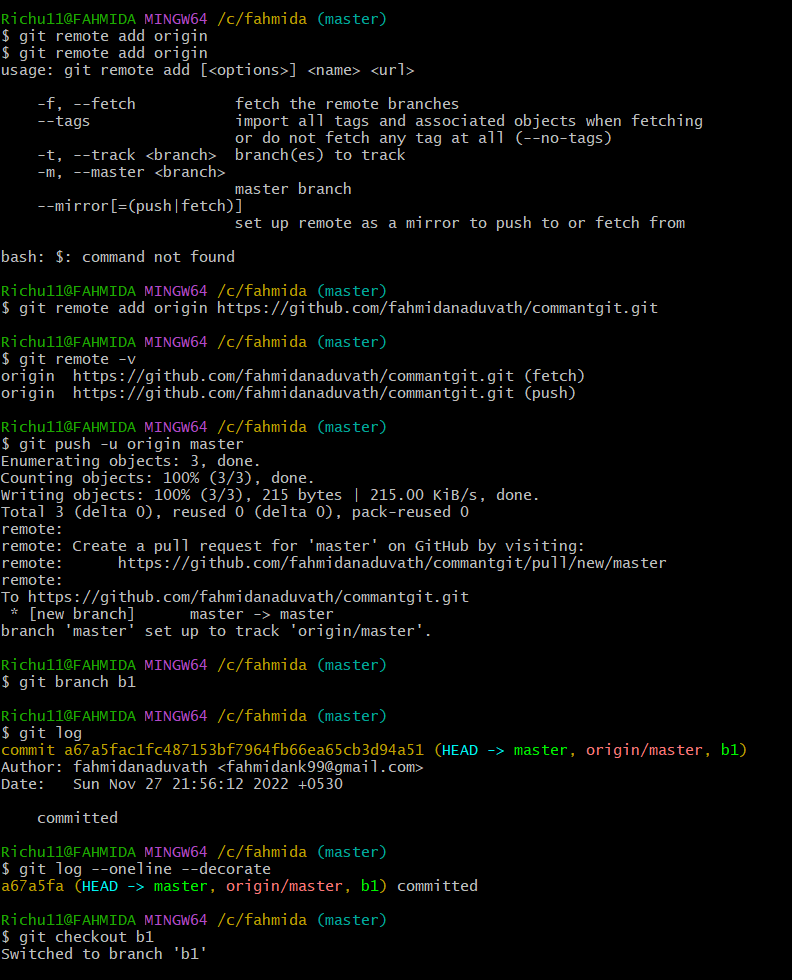 Richu11@FAHMIDA MINGW64 /c/fahmida (master)
$ git remote add origin
$ git remote add origin
usage: git remote add [<options>] <name> <url>

    -f, --fetch           fetch the remote branches
    --tags                import all tags and associated objects when fetching
                          or do not fetch any tag at all (--no-tags)
    -t, --track <branch>  branch(es) to track
    -m, --master <branch>
                          master branch
    --mirror[=(push|fetch)]
                          set up remote as a mirror to push to or fetch from

bash: $: command not found

Richu11@FAHMIDA MINGW64 /c/fahmida (master)
$ git remote add origin https://github.com/fahmidanaduvath/commantgit.git

Richu11@FAHMIDA MINGW64 /c/fahmida (master)
$ git remote -v
origin  https://github.com/fahmidanaduvath/commantgit.git (fetch)
origin  https://github.com/fahmidanaduvath/commantgit.git (push)

Richu11@FAHMIDA MINGW64 /c/fahmida (master)
$ git push -u origin master
Enumerating objects: 3, done.
Counting objects: 100% (3/3), done.
Writing objects: 100% (3/3), 215 bytes | 215.00 KiB/s, done.
Total 3 (delta 0), reused 0 (delta 0), pack-reused 0
remote:
remote: Create a pull request for 'master' on GitHub by visiting:
remote:      https://github.com/fahmidanaduvath/commantgit/pull/new/master
remote:
To https://github.com/fahmidanaduvath/commantgit.git
 * [new branch]      master -> master
branch 'master' set up to track 'origin/master'.

Richu11@FAHMIDA MINGW64 /c/fahmida (master)
$ git branch b1

Richu11@FAHMIDA MINGW64 /c/fahmida (master)
$ git log
commit a67a5fac1fc487153bf7964fb66ea65cb3d94a51 (HEAD -> master, origin/master, b1)
Author: fahmidanaduvath <fahmidank99@gmail.com>
Date:   Sun Nov 27 21:56:12 2022 +0530

    committed

Richu11@FAHMIDA MINGW64 /c/fahmida (master)
$ git log --oneline --decorate
a67a5fa (HEAD -> master, origin/master, b1) committed

Richu11@FAHMIDA MINGW64 /c/fahmida (master)
$ git checkout b1
Switched to branch 'b1'